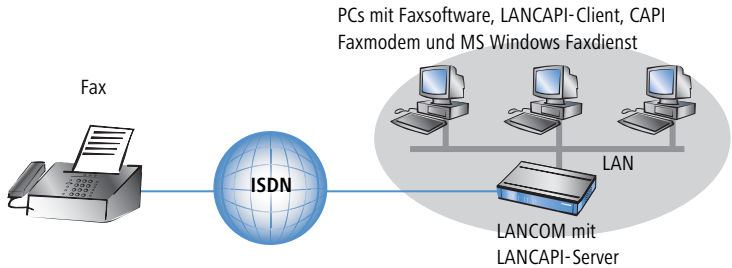 PCs mit Faxsoftware, LANCAPI-Client, CAPI
Faxmodem und MS Windows Faxdienst
Fax
ISDN
LAN
LANCOM mit
LANCAPI-Server